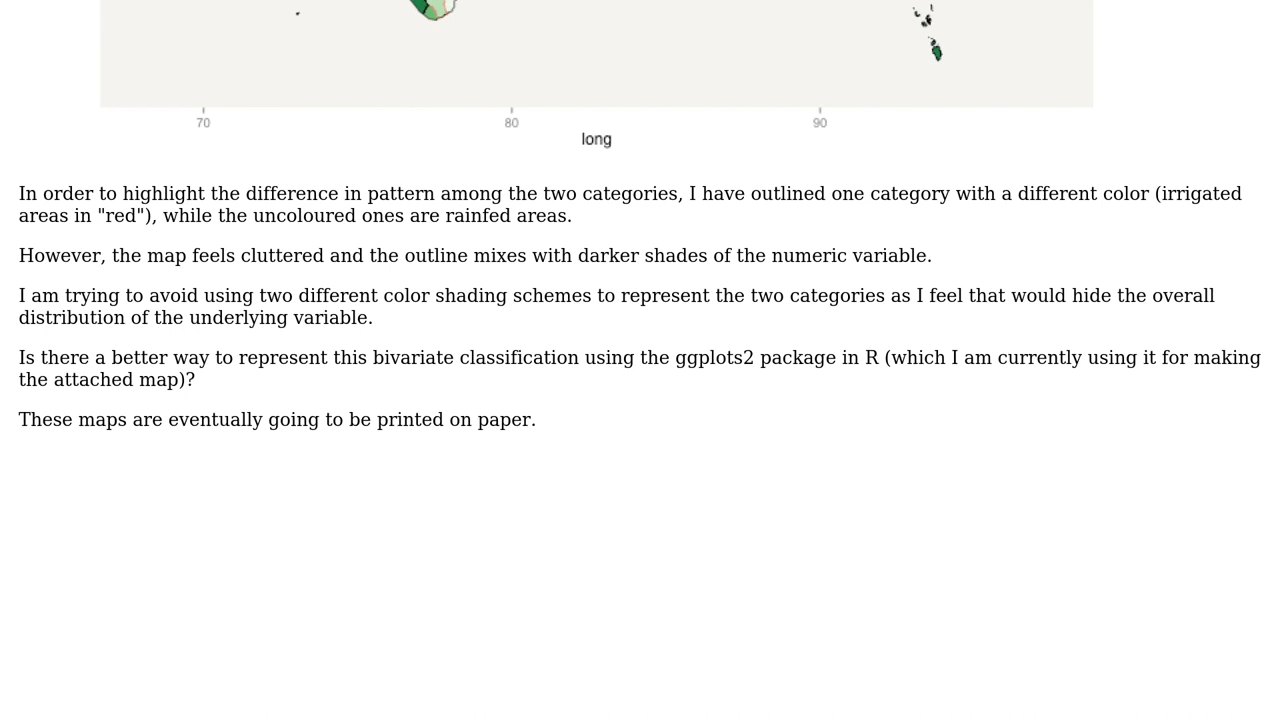 70 80 90
long
In order to highlight the difference in pattern among the two categories, I have outlined one category with a different color (irrigated
areas in "red"), while the uncoloured ones are rainfed areas.
However, the map feels cluttered and the outline mixes with darker shades of the numeric variable.
I am trying to avoid using two different color shading schemes to represent the two categories as I feel that would hide the overall
distribution of the underlying variable.
Is there a better way to represent this bivariate classification using the ggplots2 package in R (which I am currently using it for making
the attached map)?
These maps are eventually going to be printed on paper.